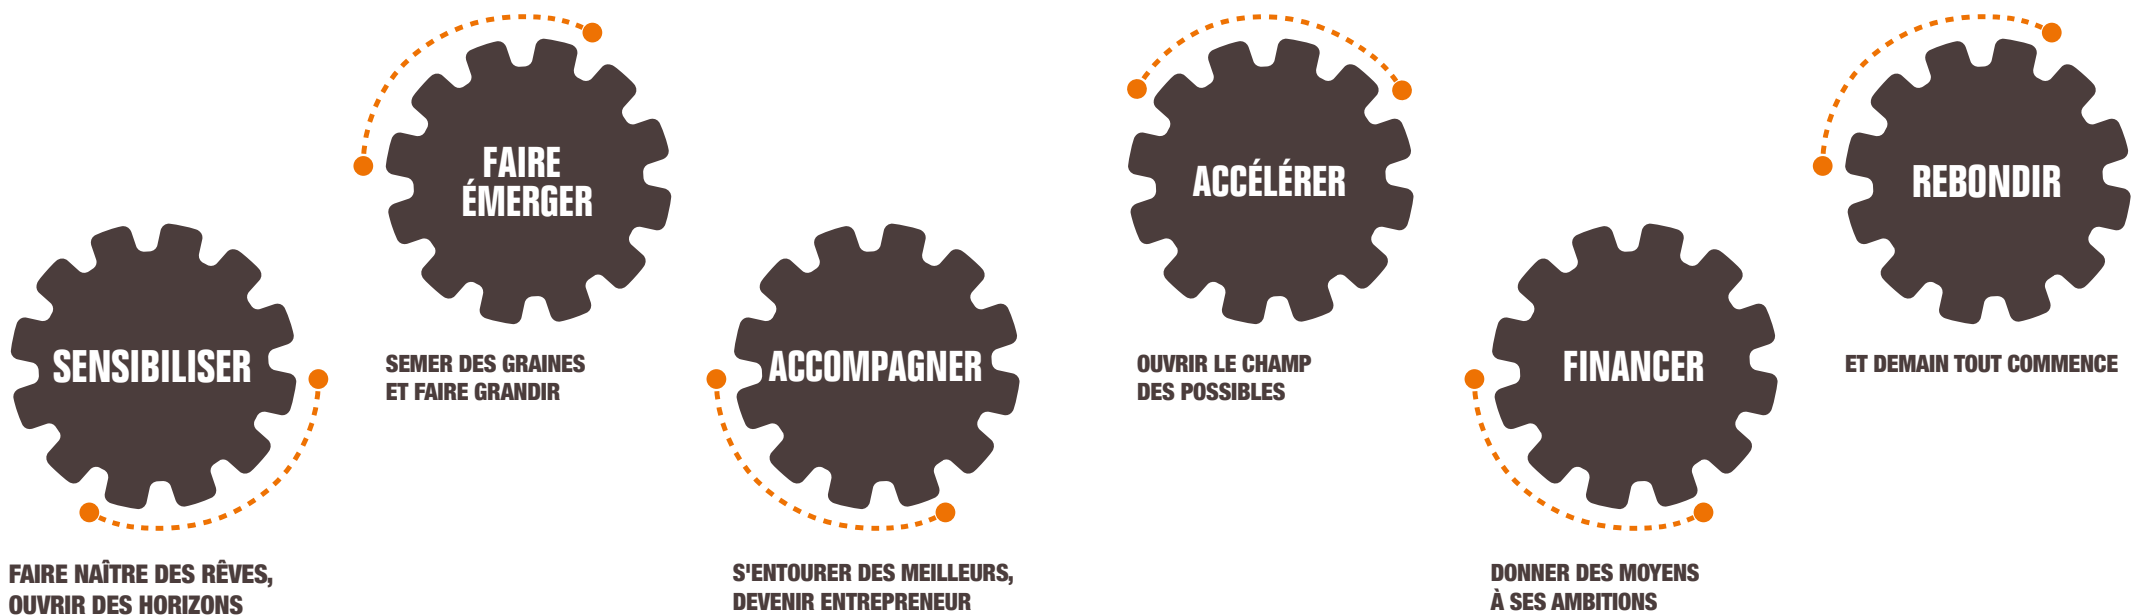 SENSIBILISER
FAIRE NAÎTRE DES RÊVES,
OUVRIR DES HORIZONS
FAIRE
ÉMERGER
SEMER DES GRAINES
ET FAIRE GRANDIR
ACCOMPAGNER
S'ENTOURER DES MEILLEURS,
DEVENIR ENTREPRENEUR
ACCÉLÉRER
OUVRIR LE CHAMP
DES POSSIBLES
FINANCER
DONNER DES MOYENS
À SES AMBITIONS
REBONDIR
ET DEMAIN TOUT COMMENCE